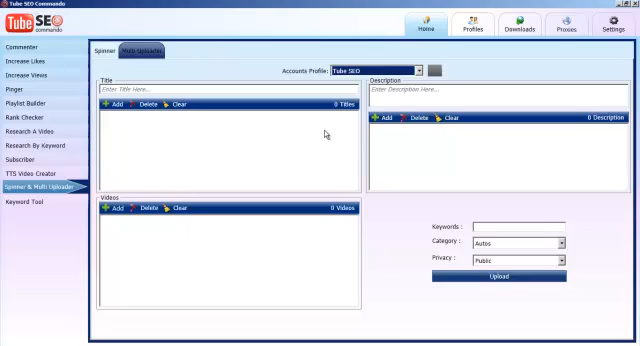 Tube SEO Commando
Tube SEO
commando
Home
Profiles
Downloads
Proxies
Settings
Commenter
Increase Likes
Increase Views
Pinger
Playlist Builder
Rank Checker
Research A Video
Research By Keyword
Subscriber
TTS Video Creator
Spinner & Multi Uploader
Keyword Tool
Spinner
Multi Uploader
Accounts Profile:
Tube SEO
Title
Enter Title Here...
Add Delete Clear 0 Titles
Description
Enter Description Here...
Add Delete Clear 0 Description
Videos
Add Delete Clear 0 Videos
Keywords :
Category : Autos
Privacy : Public
Upload